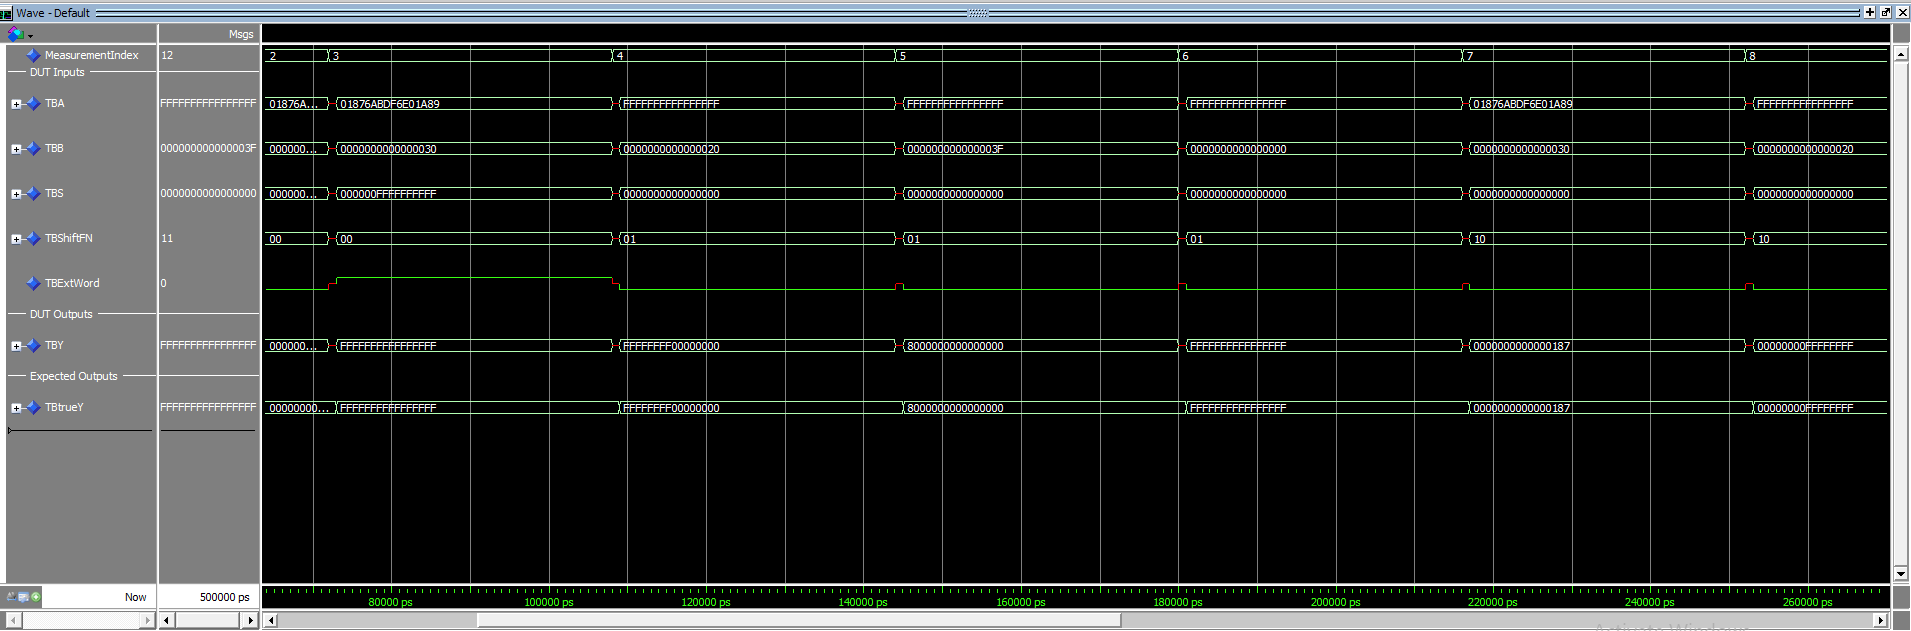 Wave - Default
Msgs
MeasurementIndex 12 2 3 4 5 6 7 8
DUT Inputs
TBA FFFFFFFFFFFFFFFF 01876A... 01876ABDF6E01A89 FFFFFFFFFFFFFFFF FFFFFFFFFFFFFFFF FFFFFFFFFFFFFFFF 01876ABDF6E01A89 FFFFFFFFFFFFFFFF
TBB 000000000000003F 000000... 0000000000000030 0000000000000020 000000000000003F 0000000000000000 0000000000000030 0000000000000020
TBS 0000000000000000 000000... 000000FFFFFFFFFF 0000000000000000 0000000000000000 0000000000000000 0000000000000000 0000000000000000
TBShiftFN 11 00 00 01 01 01 10 10
TBExtWord 0
DUT Outputs
TBY FFFFFFFFFFFFFFFF 000000... FFFFFFFFFFFFFFFF FFFFFFFF00000000 8000000000000000 FFFFFFFFFFFFFFFF 0000000000000187 00000000FFFFFFFF
Expected Outputs
TBtrueY FFFFFFFFFFFFFFFF 00000000... FFFFFFFFFFFFFFFF FFFFFFFF00000000 8000000000000000 FFFFFFFFFFFFFFFF 0000000000000187 00000000FFFFFFFF
Now 500000 ps 80000 ps 100000 ps 120000 ps 140000 ps 160000 ps 180000 ps 200000 ps 220000 ps 240000 ps 260000 ps
Activate Windows